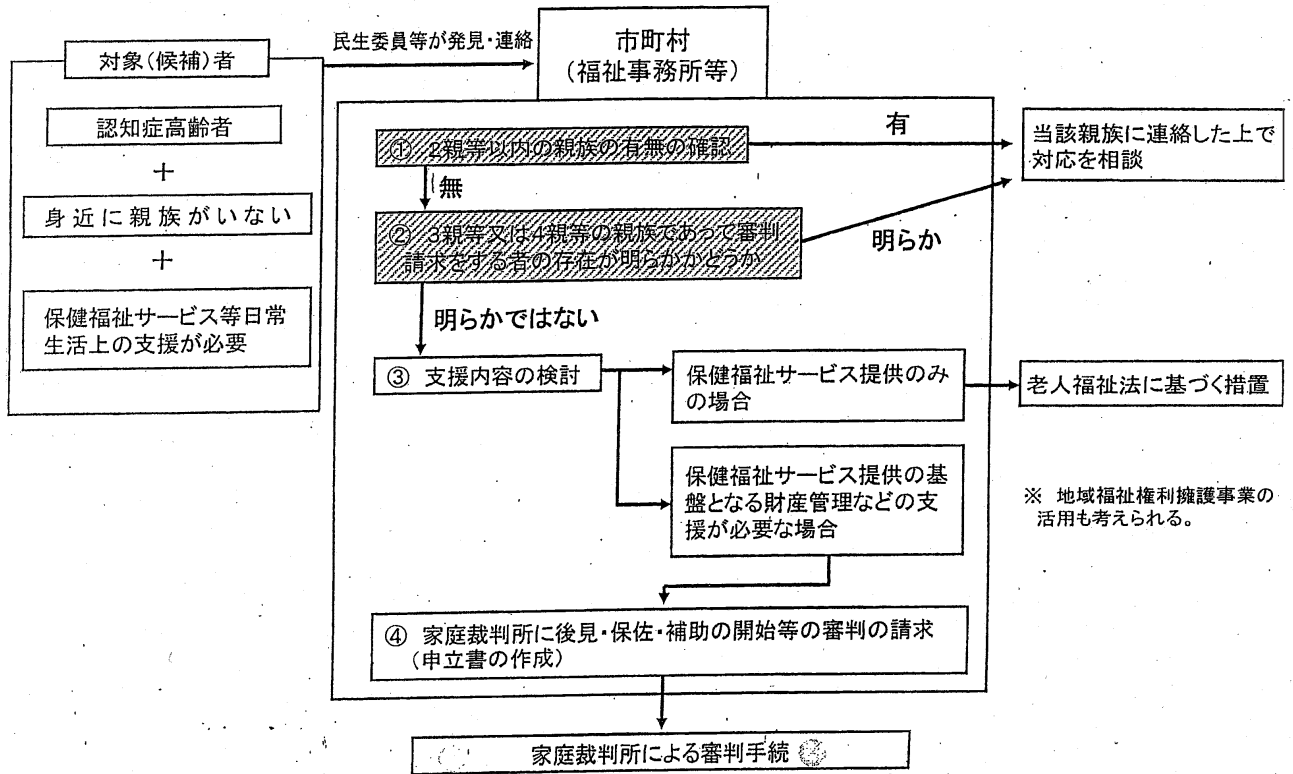 対象(候補)者
認知症高齢者
+
身近に親族がいない
+
保健福祉サービス等日常
生活上の支援が必要
民生委員等が発見・連絡
市町村
(福祉事務所等)
① 2親等以内の親族の有無の確認
有
当該親族に連絡した上で
対応を相談
無
② 3親等又は4親等の親族であって審判
請求をする者の存在が明らかかどうか
明らか
明らかではない
③ 支援内容の検討
保健福祉サービス提供のみ
の場合
老人福祉法に基づく措置
保健福祉サービス提供の基
盤となる財産管理などの支
援が必要な場合
※ 地域福祉権利擁護事業の
活用も考えられる。
④ 家庭裁判所に後見・保佐・補助の開始等の審判の請求
(申立書の作成)
家庭裁判所による審判手続